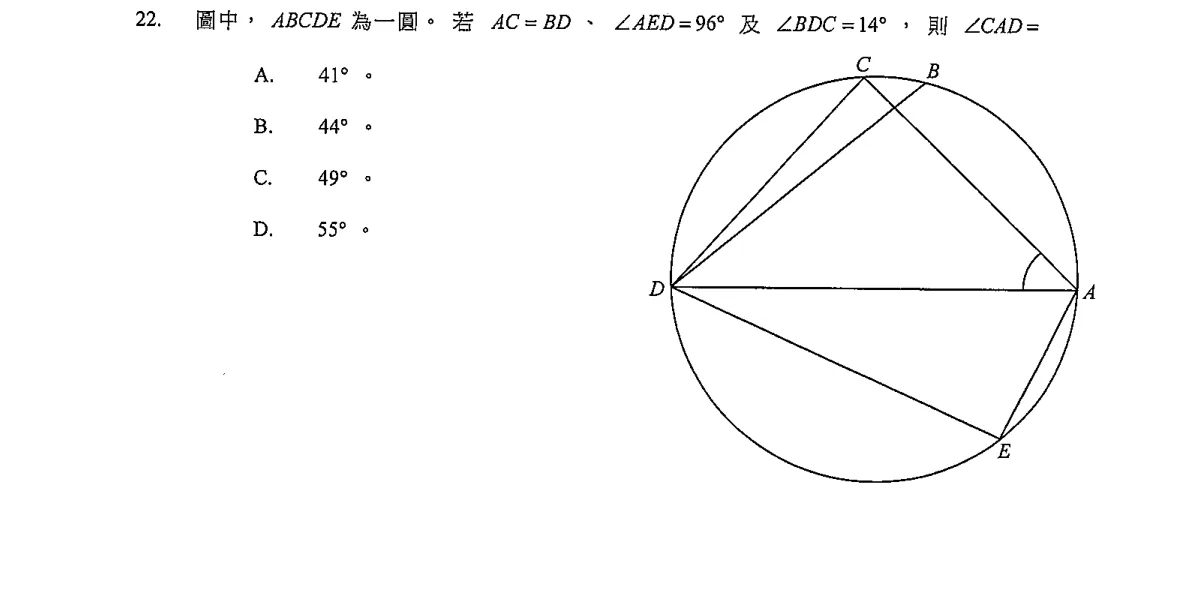 22. 圖中，ABCDE 為一圓。若 AC = BD、∠AED = 96° 及 ∠BDC = 14°，則 ∠CAD =
A. 41°。
B. 44°。
C. 49°。
D. 55°。
C
B
D
A
E